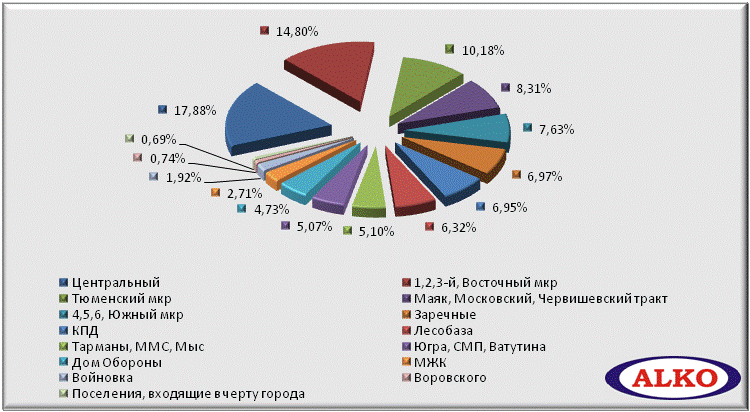 14,80%
10,18%
8,31%
17,88%
7,63%
0,69%
0,74%
6,97%
1,92%
2,71%
6,95%
4,73%
5,07%
5,10%
6,32%
Центральный
1,2,3-й, Восточный мкр
Тюменский мкр
Маяк, Московский, Червишевский тракт
4,5,6, Южный мкр
Заречные
КПД
Лесобаза
Тарманы, ММС, Мыс
Югра, СМП, Ватутина
Дом Обороны
МЖК
Войновка
Воровского
Поселения, входящие в черту города
ALKO